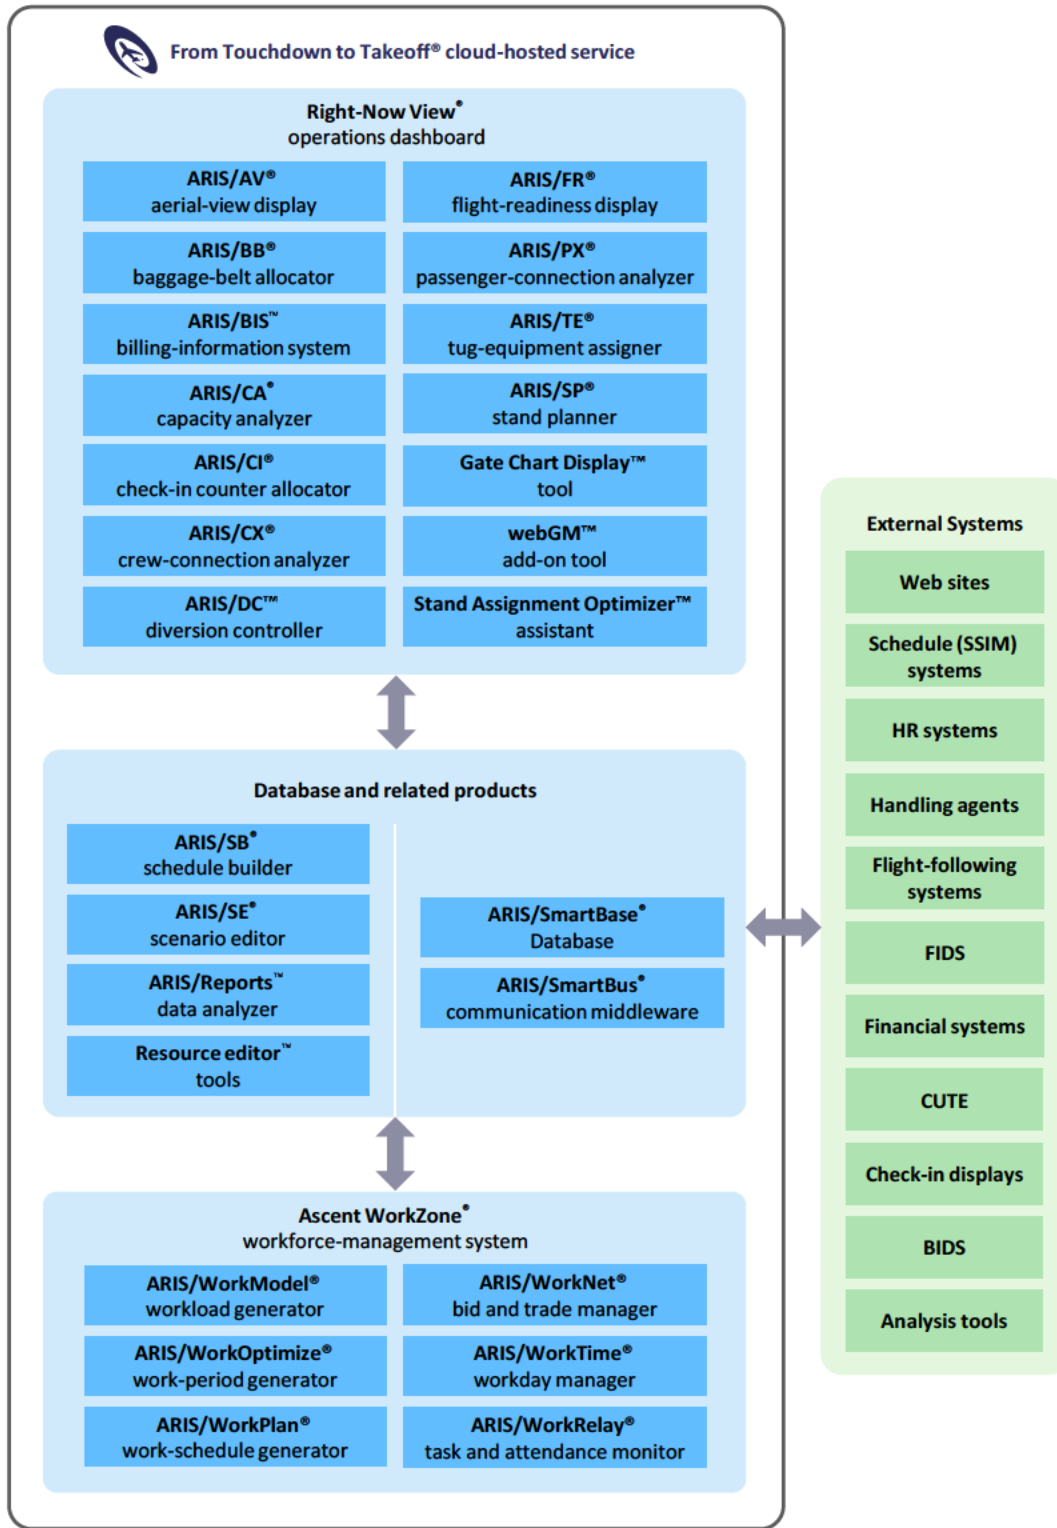 From Touchdown to Takeoff® cloud-hosted service
Right-Now View®
operations dashboard
ARIS/AV®
aerial-view display
ARIS/FR®
flight-readiness display
ARIS/BB®
baggage-belt allocator
ARIS/PX®
passenger-connection analyzer
ARIS/BIS™
billing-information system
ARIS/TE®
tug-equipment assigner
ARIS/CA®
capacity analyzer
ARIS/SP®
stand planner
ARIS/CI®
check-in counter allocator
Gate Chart Display™
tool
ARIS/CX®
crew-connection analyzer
webGM™
add-on tool
ARIS/DC™
diversion controller
Stand Assignment Optimizer™
assistant
Database and related products
ARIS/SB®
schedule builder
ARIS/SE®
scenario editor
ARIS/Reports™
data analyzer
Resource editor™
tools
ARIS/SmartBase®
Database
ARIS/SmartBus®
communication middleware
Ascent WorkZone®
workforce-management system
ARIS/WorkModel®
workload generator
ARIS/WorkNet®
bid and trade manager
ARIS/WorkOptimize®
work-period generator
ARIS/WorkTime®
workday manager
ARIS/WorkPlan®
work-schedule generator
ARIS/WorkRelay®
task and attendance monitor
External Systems
Web sites
Schedule (SSIM)
systems
HR systems
Handling agents
Flight-following
systems
FIDS
Financial systems
CUTE
Check-in displays
BIDS
Analysis tools